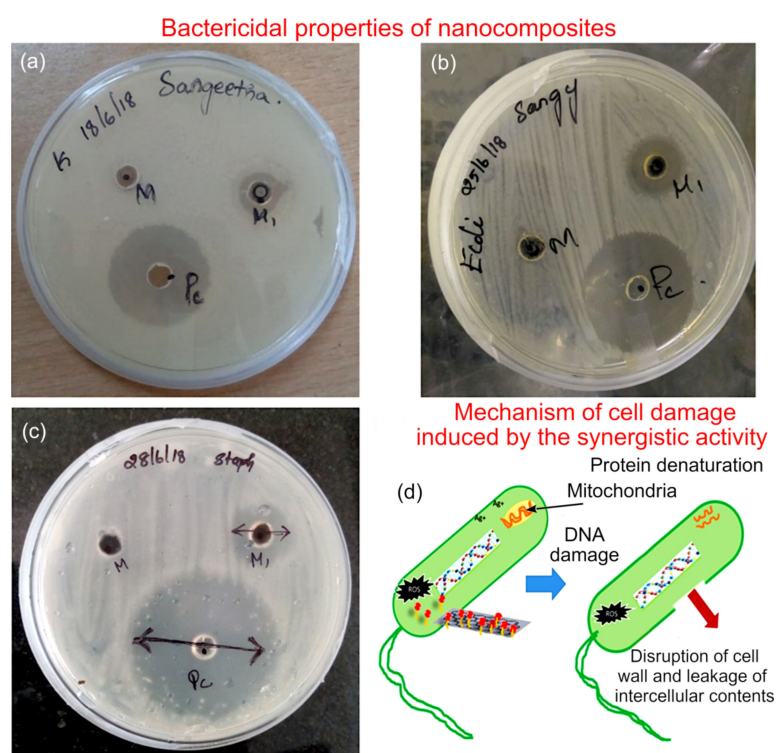 Bactericidal properties of nanocomposites
(a)
K 18/6/18 Sangeetha.
M
M1
Pc
(b)
Ecoli 25/6/18 Sangy
M1
M
Pc.
(c)
28/6/18 Staph
M
M1
Pc
Mechanism of cell damage
induced by the synergistic activity
(d)
Protein denaturation
Mitochondria
DNA
damage
ROS
ROS
Disruption of cell
wall and leakage of
intercellular contents